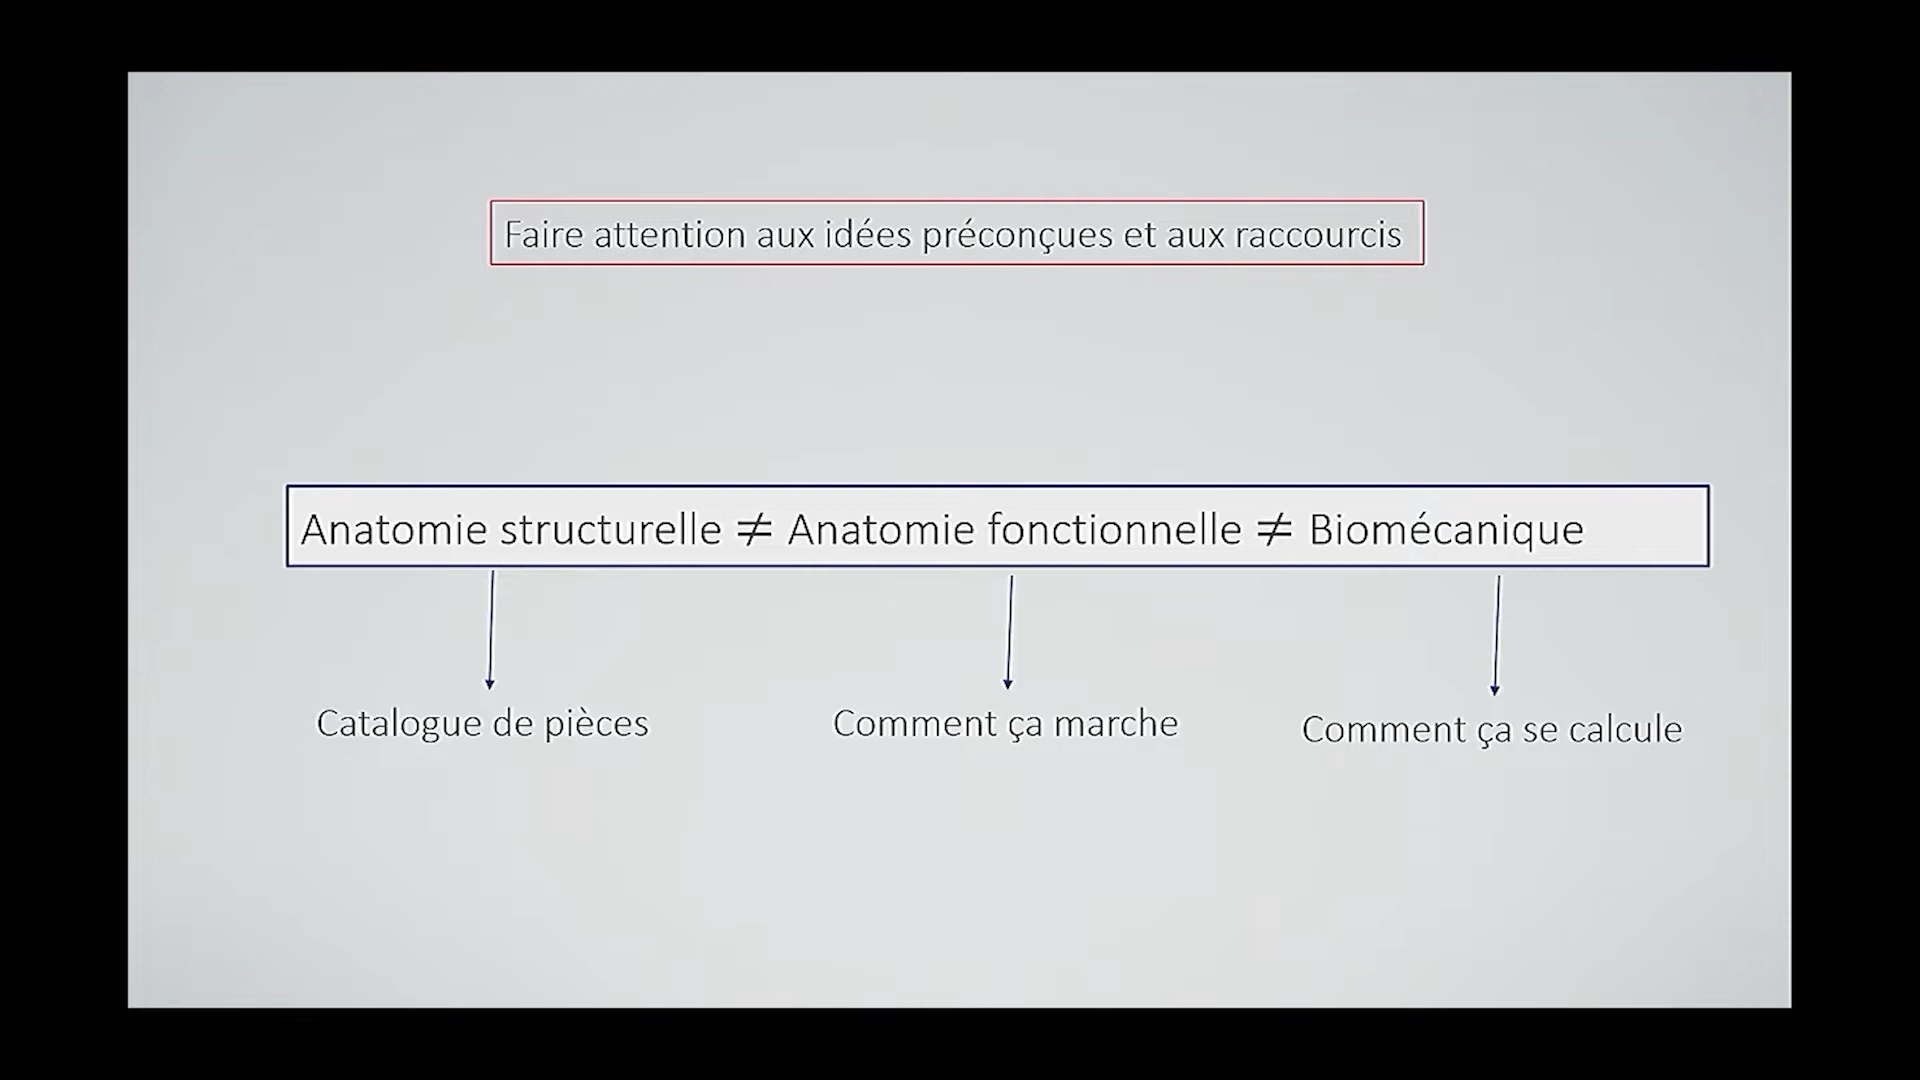 Faire attention aux idées préconçues et aux raccourcis
Anatomie structurelle ≠ Anatomie fonctionnelle ≠ Biomécanique
Catalogue de pièces
Comment ça marche
Comment ça se calcule